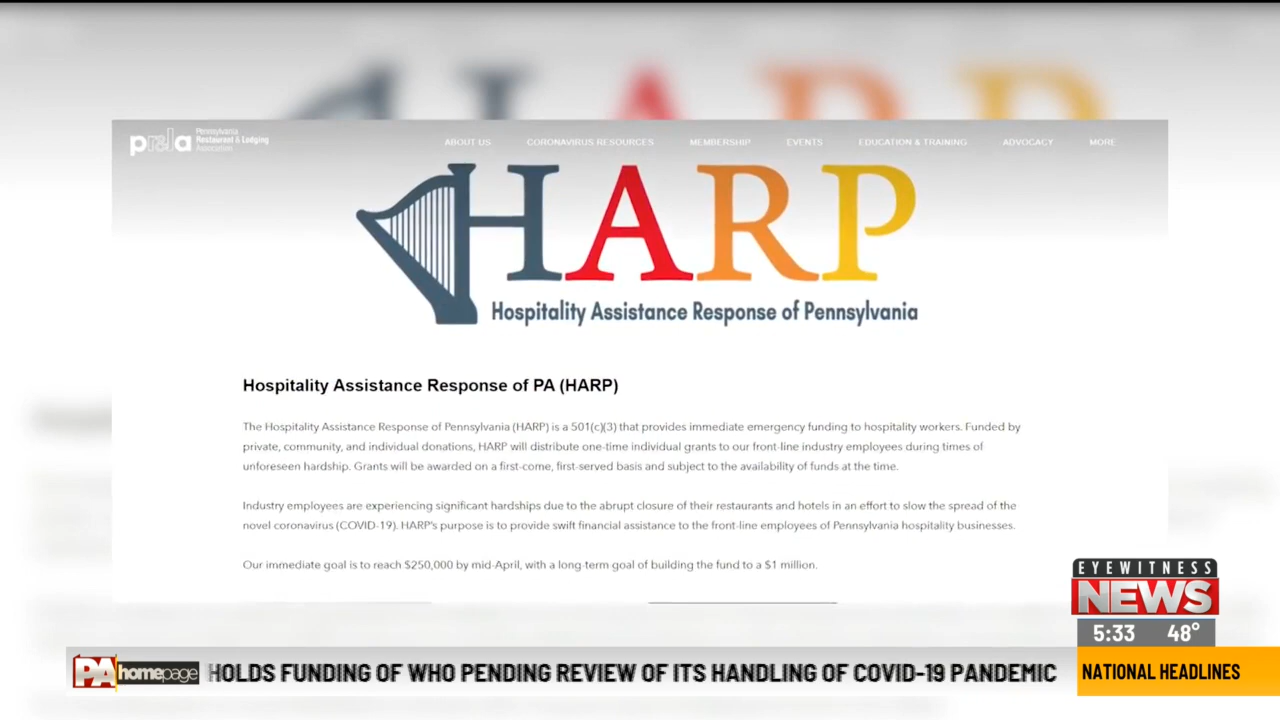 prla Pennsylvania
Restaurant & Lodging
Association
ABOUT US CORONAVIRUS RESOURCES MEMBERSHIP EVENTS EDUCATION & TRAINING ADVOCACY MORE
HARP
Hospitality Assistance Response of Pennsylvania
Hospitality Assistance Response of PA (HARP)
The Hospitality Assistance Response of Pennsylvania (HARP) is a 501(c)(3) that provides immediate emergency funding to hospitality workers. Funded by
private, community, and individual donations, HARP will distribute one-time individual grants to our front-line industry employees during times of
unforeseen hardship. Grants will be awarded on a first-come, first-served basis and subject to the availability of funds at the time.
Industry employees are experiencing significant hardships due to the abrupt closure of their restaurants and hotels in an effort to slow the spread of the
novel coronavirus (COVID-19). HARP's purpose is to provide swift financial assistance to the front-line employees of Pennsylvania hospitality businesses.
Our immediate goal is to reach $250,000 by mid-April, with a long-term goal of building the fund to a $1 million.
EYEWITNESS
NEWS
5:33 48°
PA homepage HOLDS FUNDING OF WHO PENDING REVIEW OF ITS HANDLING OF COVID-19 PANDEMIC NATIONAL HEADLINES